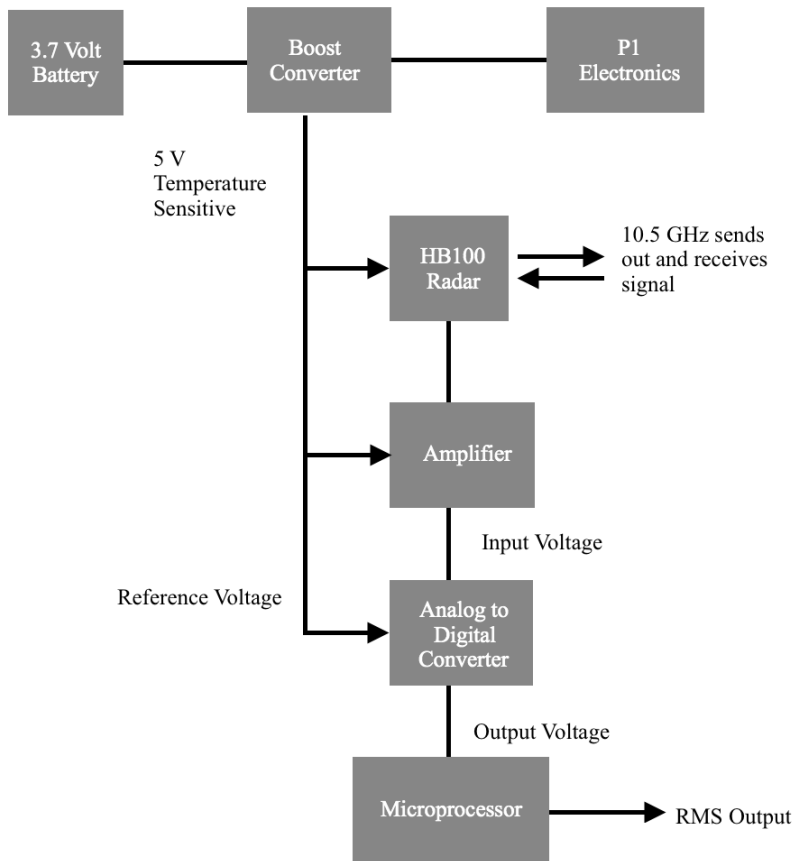 3.7 Volt
Battery
Boost
Converter
P1
Electronics
5 V
Temperature
Sensitive
HB100
Radar
10.5 GHz sends
out and receives
signal
Amplifier
Input Voltage
Reference Voltage
Analog to
Digital
Converter
Output Voltage
Microprocessor
RMS Output